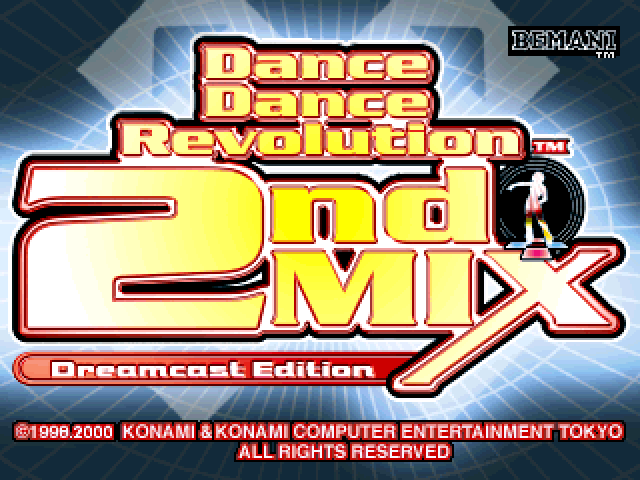 BEMANI
TM
Dance
Dance
Revolution TM
2nd
MIX
Dreamcast Edition
©1998.2000 KONAMI & KONAMI COMPUTER ENTERTAINMENT TOKYO
ALL RIGHTS RESERVED